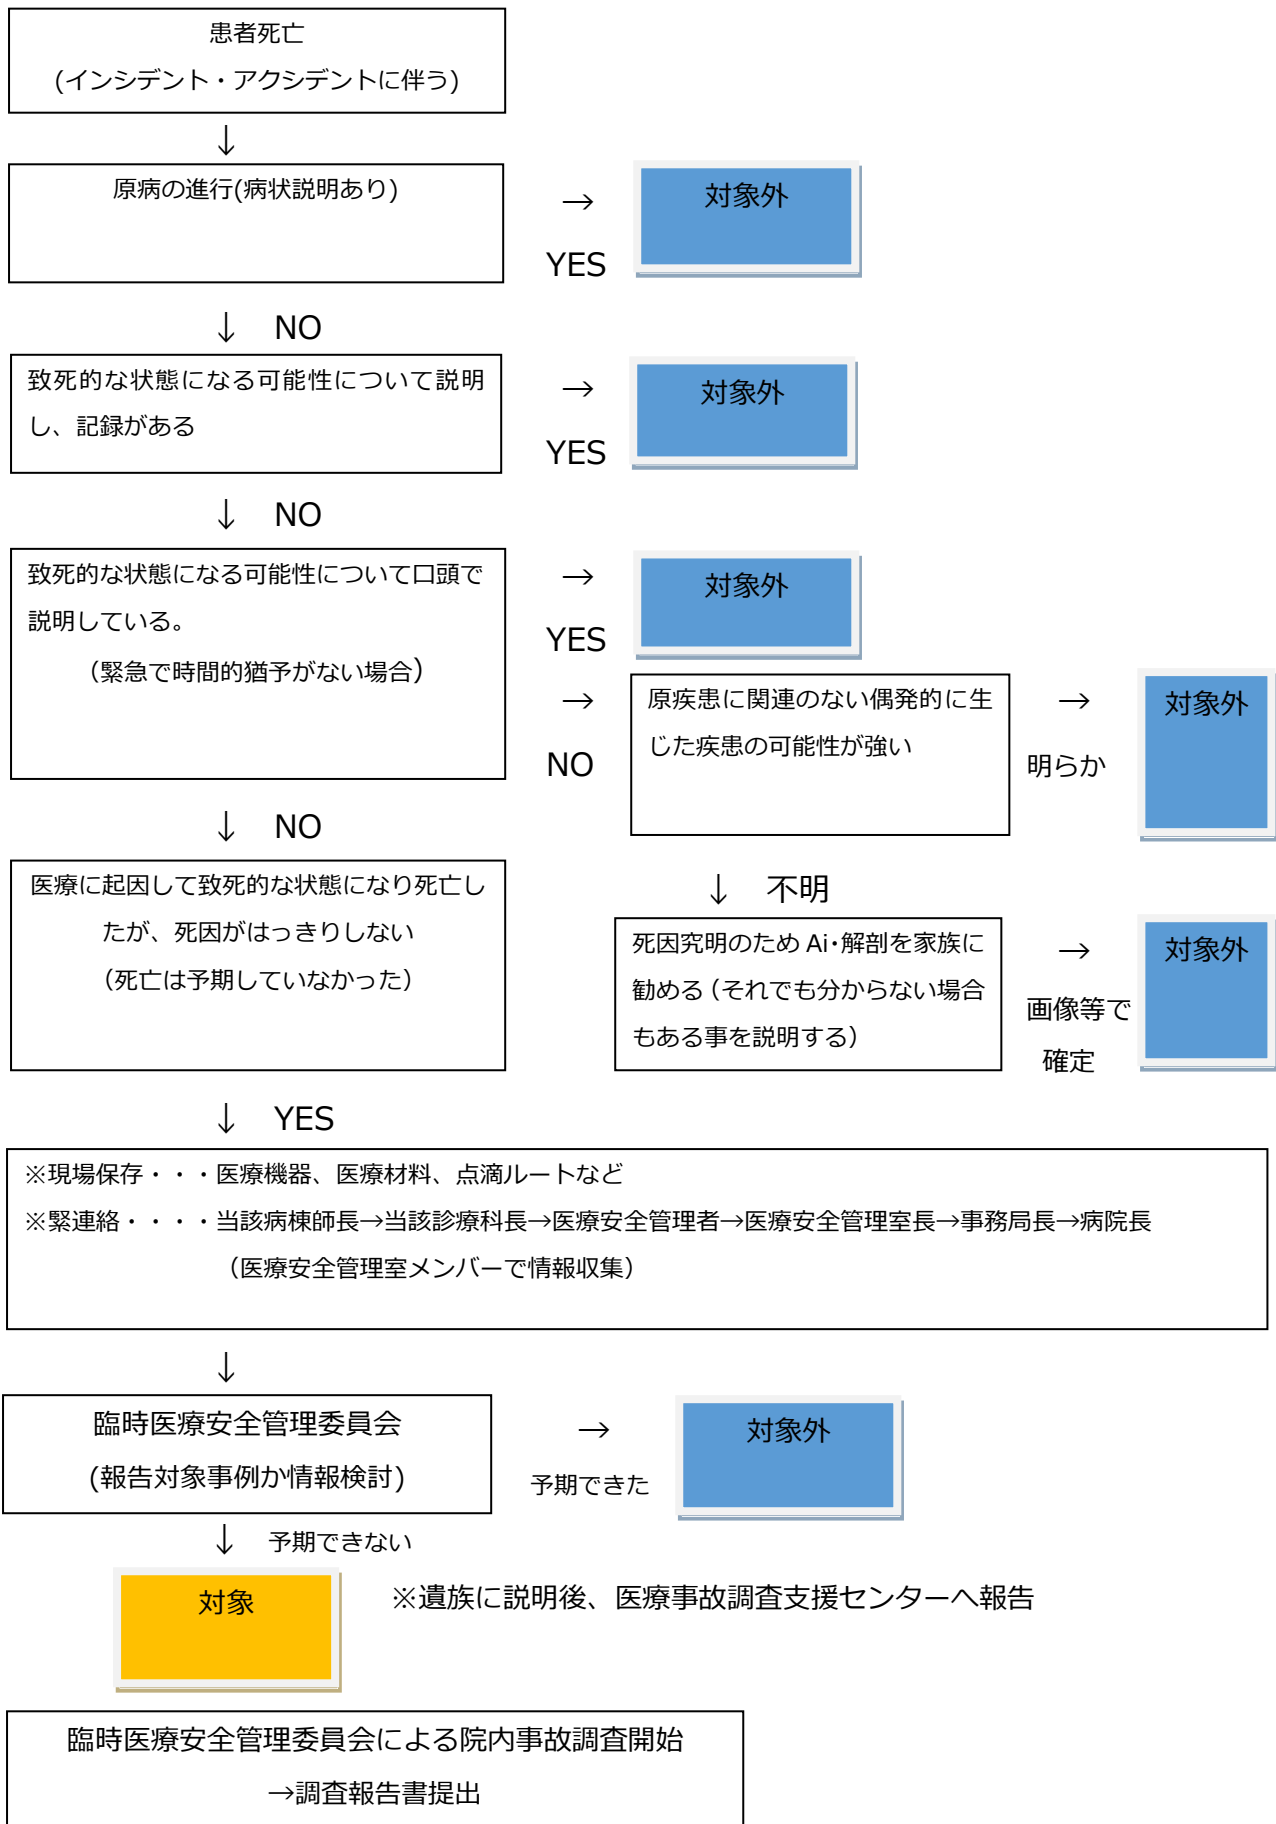 患者死亡
(インシデント・アクシデントに伴う)
↓
原病の進行(病状説明あり)
→
YES
対象外
↓ NO
致死的な状態になる可能性について説明
し、記録がある
→
YES
対象外
↓ NO
致死的な状態になる可能性について口頭で
説明している。
（緊急で時間的猶予がない場合）
→
YES
対象外
→
NO
原疾患に関連のない偶発的に生
じた疾患の可能性が強い
→
明らか
対象外
↓ NO
医療に起因して致死的な状態になり死亡し
たが、死因がはっきりしない
（死亡は予期していなかった）
↓ 不明
死因究明のため Ai・解剖を家族に
勧める（それでも分からない場合
もある事を説明する）
→
画像等で
確定
対象外
↓ YES
※現場保存・・・医療機器、医療材料、点滴ルートなど
※緊連絡・・・・当該病棟師長→当該診療科長→医療安全管理者→医療安全管理室長→事務局長→病院長
（医療安全管理室メンバーで情報収集）
↓
臨時医療安全管理委員会
(報告対象事例か情報検討)
→
予期できた
対象外
↓ 予期できない
対象
※遺族に説明後、医療事故調査支援センターへ報告
臨時医療安全管理委員会による院内事故調査開始
→調査報告書提出